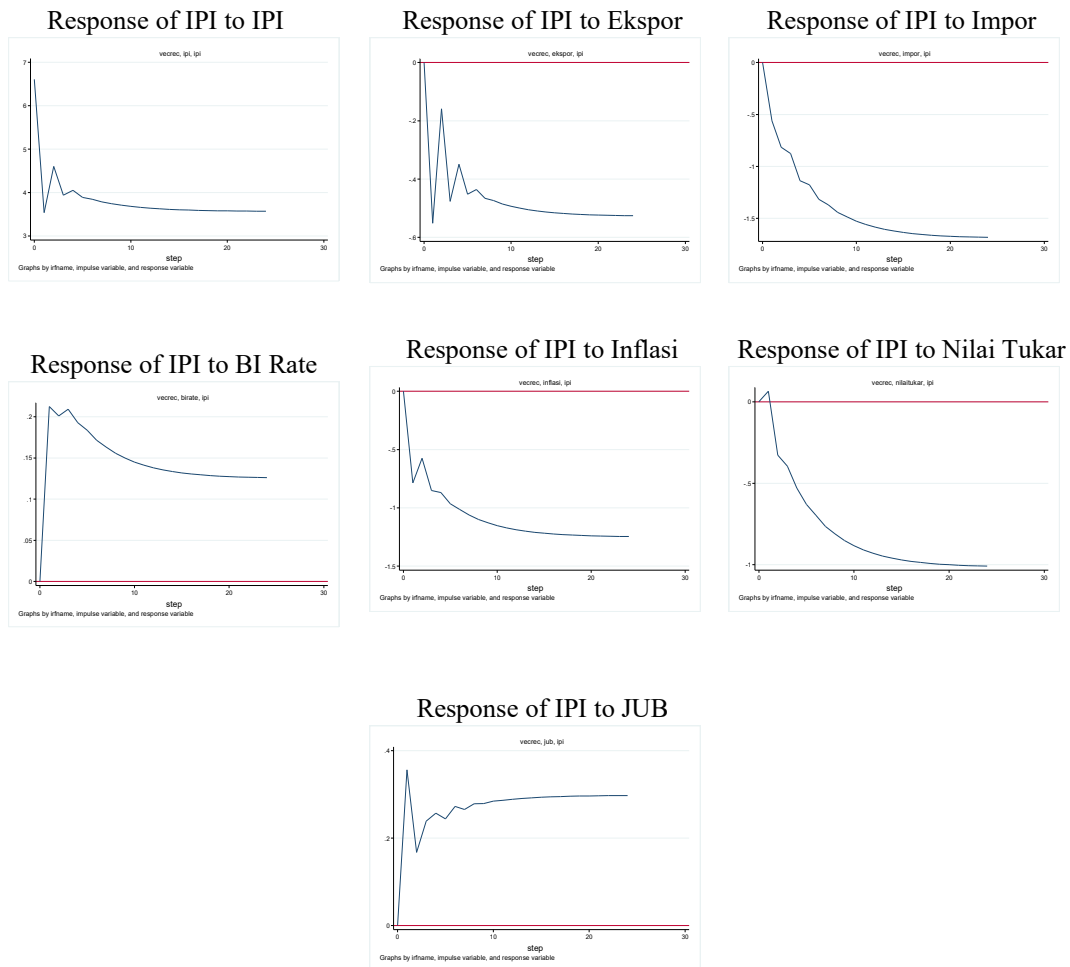 Response of IPI to IPI
vecrec, ipi, ipi
7
6
5
4
3
0 10 20 30
step
Graphs by irfname, impulse variable, and response variable
Response of IPI to Ekspor
vecrec, ekspor, ipi
0
-.2
-.4
-.6
0 10 20 30
step
Graphs by irfname, impulse variable, and response variable
Response of IPI to Impor
vecrec, impor, ipi
0
-.5
-1
-1.5
0 10 20 30
step
Graphs by irfname, impulse variable, and response variable
Response of IPI to BI Rate
vecrec, birate, ipi
.2
.15
.1
.05
0
0 10 20 30
step
Graphs by irfname, impulse variable, and response variable
Response of IPI to Inflasi
vecrec, inflasi, ipi
0
-.5
-1
-1.5
0 10 20 30
step
Graphs by irfname, impulse variable, and response variable
Response of IPI to Nilai Tukar
vecrec, nilaitukar, ipi
0
-.5
-1
0 10 20 30
step
Graphs by irfname, impulse variable, and response variable
Response of IPI to JUB
vecrec, jub, ipi
.4
.2
0
0 10 20 30
step
Graphs by irfname, impulse variable, and response variable